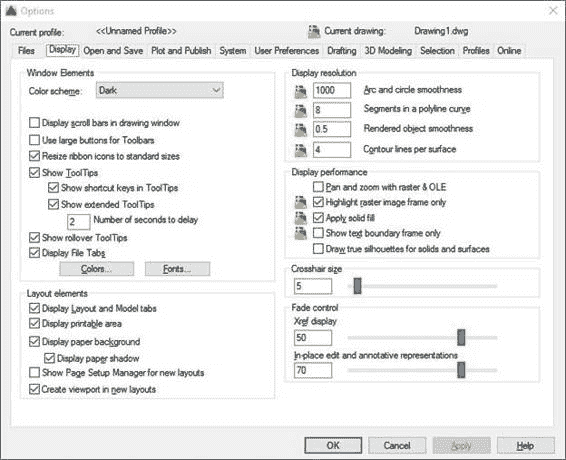 Options
Current profile: <<Unnamed Profile>> Current drawing: Drawing1.dwg
Files Display Open and Save Plot and Publish System User Preferences Drafting 3D Modeling Selection Profiles Online
Window Elements
Color scheme: Dark
Display scroll bars in drawing window
Use large buttons for Toolbars
Resize ribbon icons to standard sizes
Show ToolTips
Show shortcut keys in ToolTips
Show extended ToolTips
2 Number of seconds to delay
Show rollover ToolTips
Display File Tabs
Colors... Fonts...
Layout elements
Display Layout and Model tabs
Display printable area
Display paper background
Display paper shadow
Show Page Setup Manager for new layouts
Create viewport in new layouts
Display resolution
1000 Arc and circle smoothness
8 Segments in a polyline curve
0.5 Rendered object smoothness
4 Contour lines per surface
Display performance
Pan and zoom with raster & OLE
Highlight raster image frame only
Apply solid fill
Show text boundary frame only
Draw true silhouettes for solids and surfaces
Crosshair size
5
Fade control
Xref display
50
In-place edit and annotative representations
70
OK Cancel Apply Help